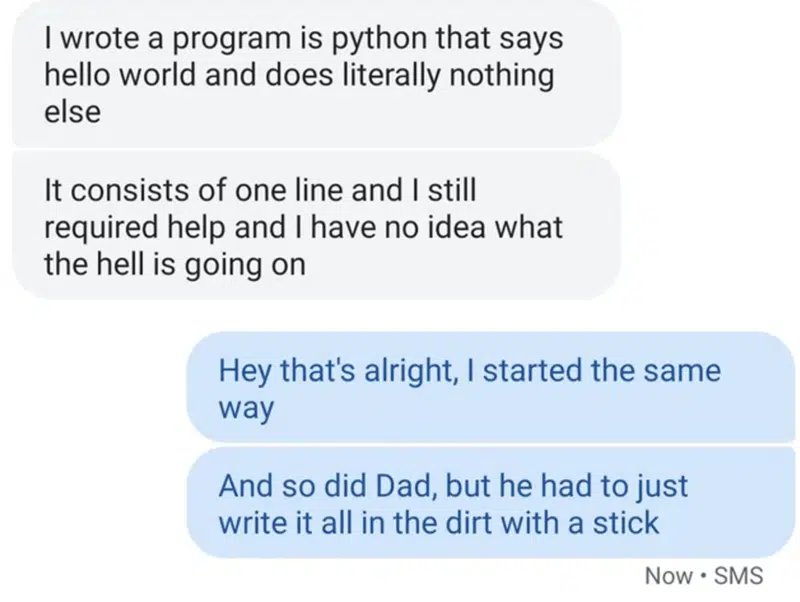 I wrote a program is python that says
hello world and does literally nothing
else
It consists of one line and I still
required help and I have no idea what
the hell is going on
Hey that's alright, I started the same
way
And so did Dad, but he had to just
write it all in the dirt with a stick
Now • SMS